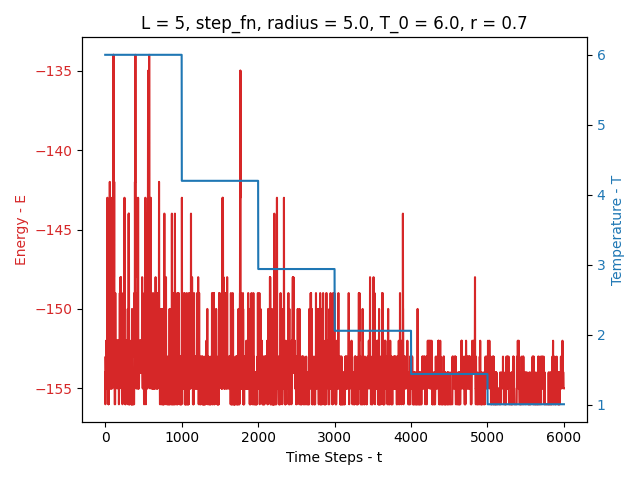 L = 5, step_fn, radius = 5.0, T_0 = 6.0, r = 0.7
Energy - E
−135
−140
−145
−150
−155
6
5
4
3
2
1
Temperature - T
0 1000 2000 3000 4000 5000 6000
Time Steps - t